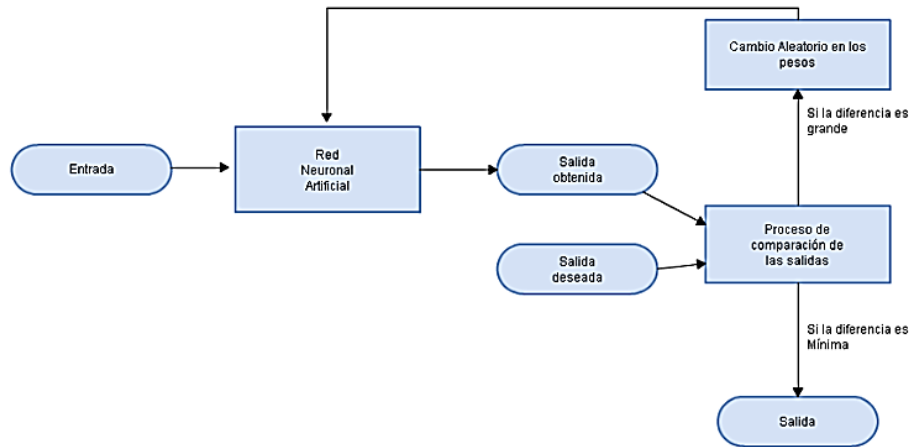 Cambio Aleatorio en los
pesos
Si la diferencia es
grande
Entrada
Red
Neuronal
Artificial
Salida
obtenida
Salida
deseada
Proceso de
comparación de
las salidas
Si la diferencia es
Mínima
Salida